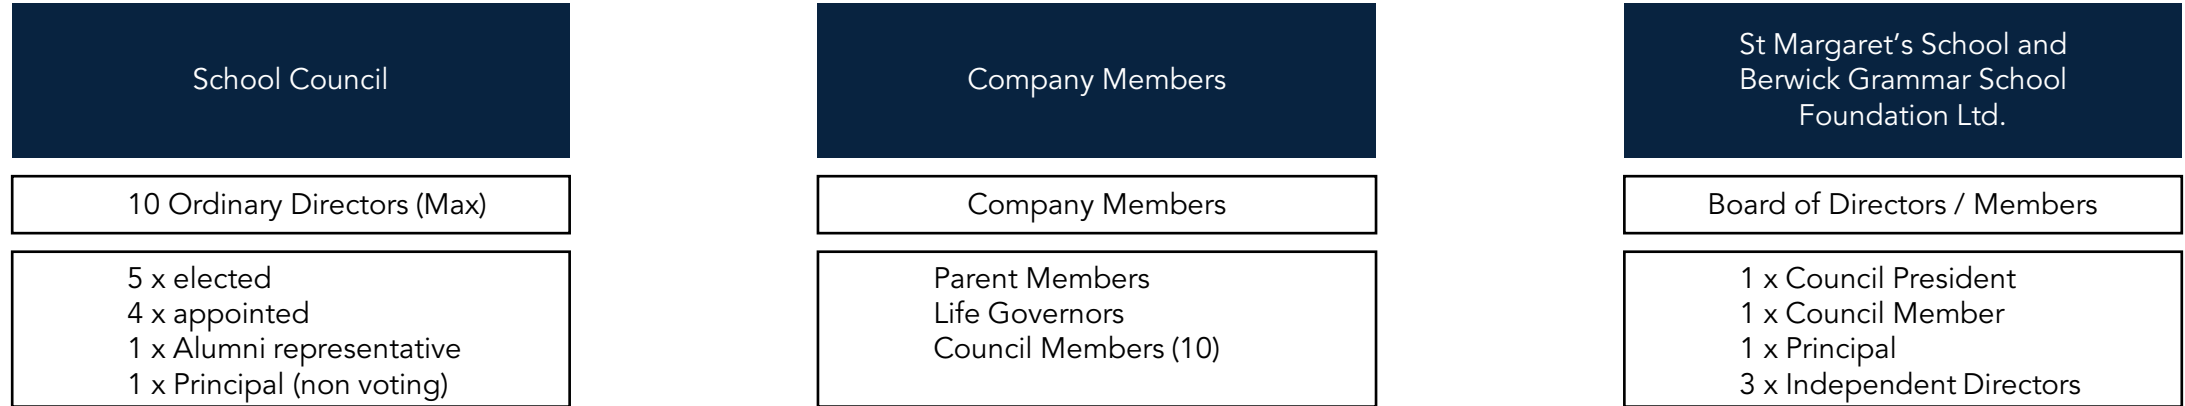 School Council
10 Ordinary Directors (Max)
5 x elected
4 x appointed
1 x Alumni representative
1 x Principal (non voting)
Company Members
Company Members
Parent Members
Life Governors
Council Members (10)
St Margaret’s School and
Berwick Grammar School
Foundation Ltd.
Board of Directors / Members
1 x Council President
1 x Council Member
1 x Principal
3 x Independent Directors